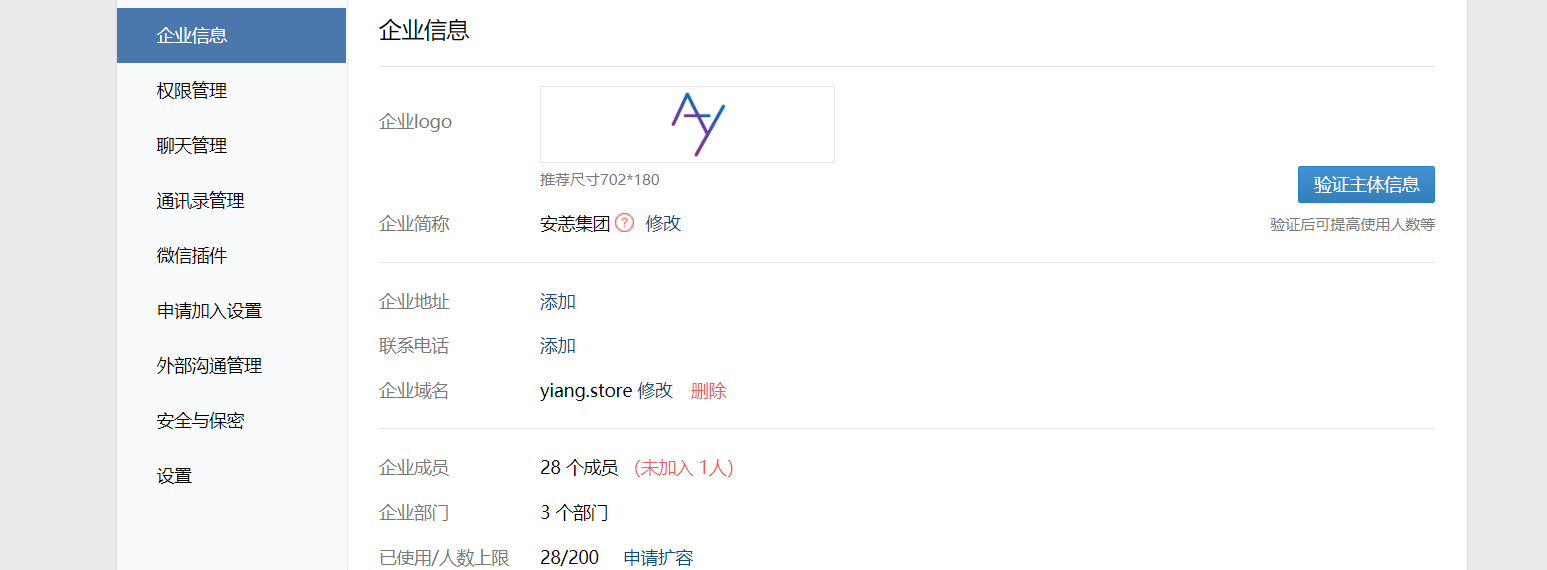 企业信息
权限管理
聊天管理
通讯录管理
微信插件
申请加入设置
外部沟通管理
安全与保密
设置
企业信息
企业logo
推荐尺寸702*180
验证主体信息
企业简称 安恙集团 ? 修改
验证后可提高使用人数等
企业地址 添加
联系电话 添加
企业域名 yiang.store 修改 删除
企业成员 28 个成员 (未加入 1人)
企业部门 3 个部门
已使用/人数上限 28/200 申请扩容